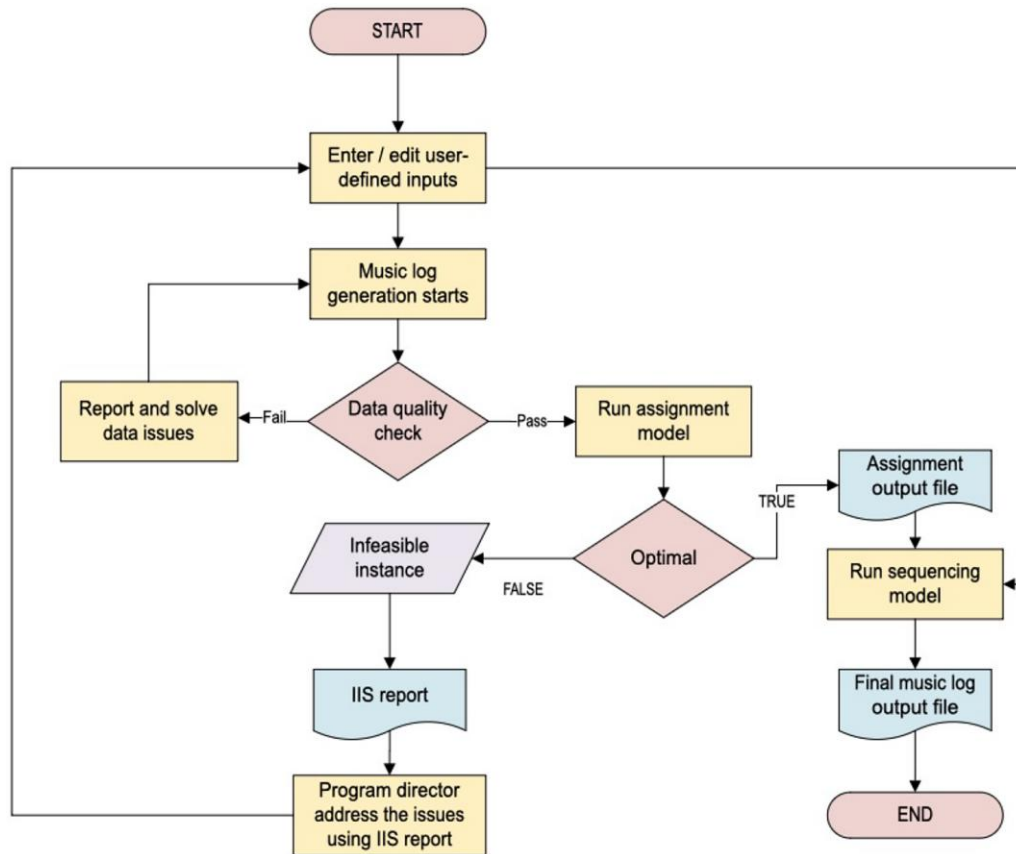 START
Enter / edit user-
defined inputs
Music log
generation starts
Report and solve
data issues
Fail
Data quality
check
Pass
Run assignment
model
Assignment
output file
TRUE
Infeasible
instance
Optimal
FALSE
Run sequencing
model
IIS report
Final music log
output file
Program director
address the issues
using IIS report
END